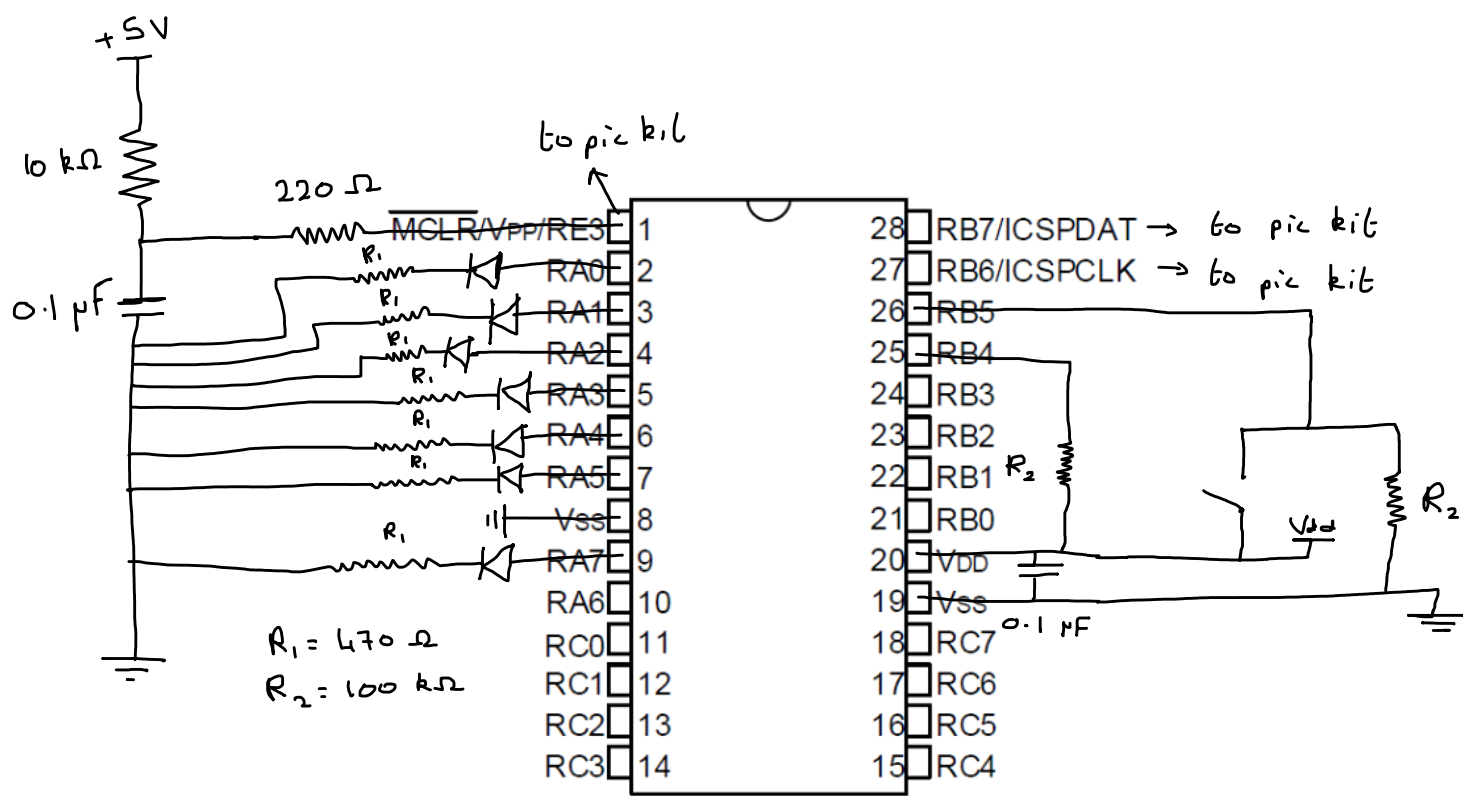 +5V
10 kΩ
220 Ω
0.1 µF
to pic kit
MCLR/VPP/RE3 1
R1 RA0 2
R1 RA1 3
R1 RA2 4
R1 RA3 5
R1 RA4 6
R1 RA5 7
Vss 8
R1 RA7 9
RA6 10
RC0 11
RC1 12
RC2 13
RC3 14
R1 = 470 Ω
R2 = 100 kΩ
28 RB7/ICSPDAT → to pic kit
27 RB6/ICSPCLK → to pic kit
26 RB5
25 RB4
24 RB3
23 RB2
22 RB1
21 RB0
20 VDD
19 Vss
18 RC7
17 RC6
16 RC5
15 RC4
R2
Vdd
R2
0.1 µF